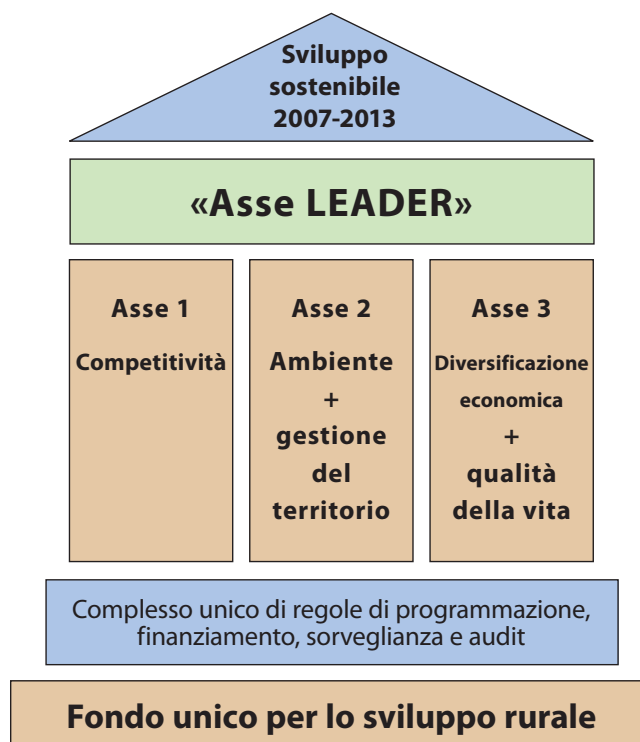 Sviluppo
sostenibile
2007-2013
«Asse LEADER»
Asse 1
Competitività
Asse 2
Ambiente
+
gestione
del
territorio
Asse 3
Diversificazione
economica
+
qualità
della vita
Complesso unico di regole di programmazione,
finanziamento, sorveglianza e audit
Fondo unico per lo sviluppo rurale